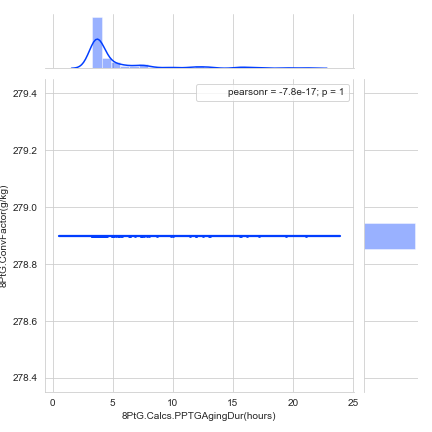 pearsonr = -7.8e-17; p = 1
279.4
279.2
279.0
278.8
278.6
278.4
8PtG.ConvFactor(g/kg)
0 5 10 15 20 25
8PtG.Calcs.PPTGAgingDur(hours)